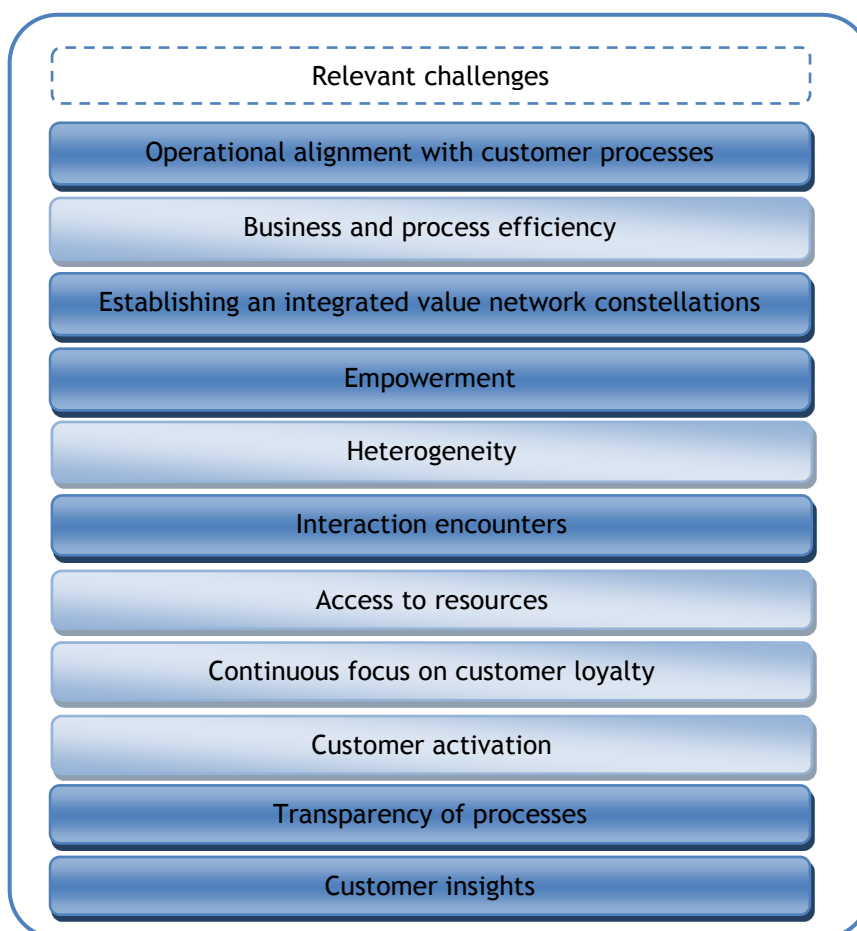 Relevant challenges
Operational alignment with customer processes
Business and process efficiency
Establishing an integrated value network constellations
Empowerment
Heterogeneity
Interaction encounters
Access to resources
Continuous focus on customer loyalty
Customer activation
Transparency of processes
Customer insights